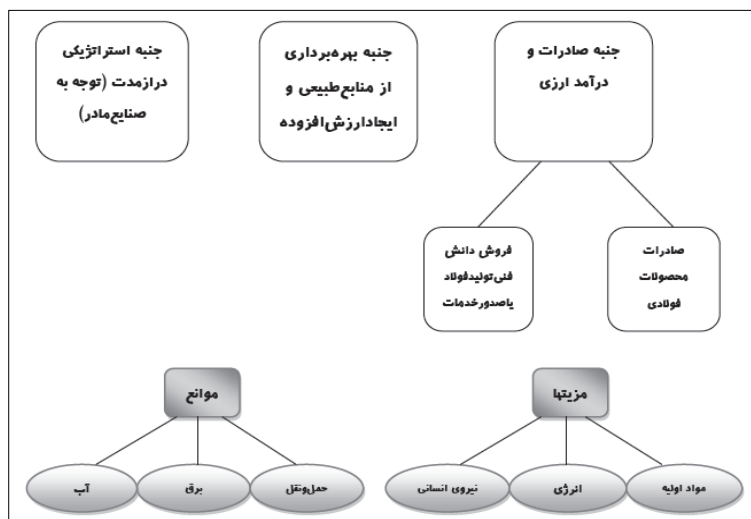 جنبه صادرات و
درآمد ارزی
جنبه بهره‌برداری
از منابع‌طبیعی و
ایجادارزش‌افزوده
جنبه استراتژیکی
درازمدت (توجه به
صنایع‌مادر)
صادرات
محصولات
فولادی
فروش دانش
فنی‌تولیدفولاد
یاصدورخدمات
مزیتها
موانع
مواد اولیه
انرژی
نیروی انسانی
حمل‌ونقل
برق
آب